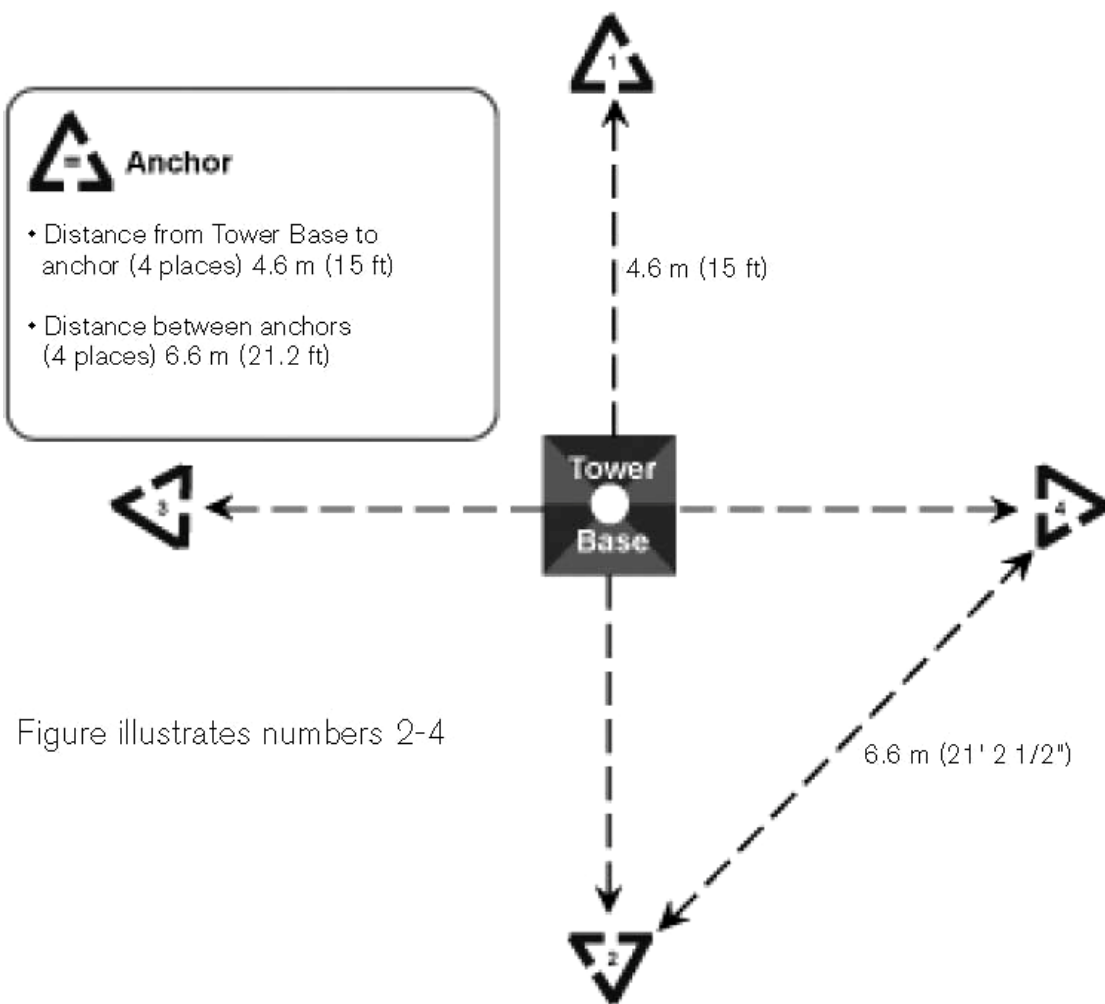 1
= Anchor
• Distance from Tower Base to
anchor (4 places) 4.6 m (15 ft)
• Distance between anchors
(4 places) 6.6 m (21.2 ft)
4.6 m (15 ft)
3
Tower
Base
4
Figure illustrates numbers 2-4
6.6 m (21' 2 1/2")
2